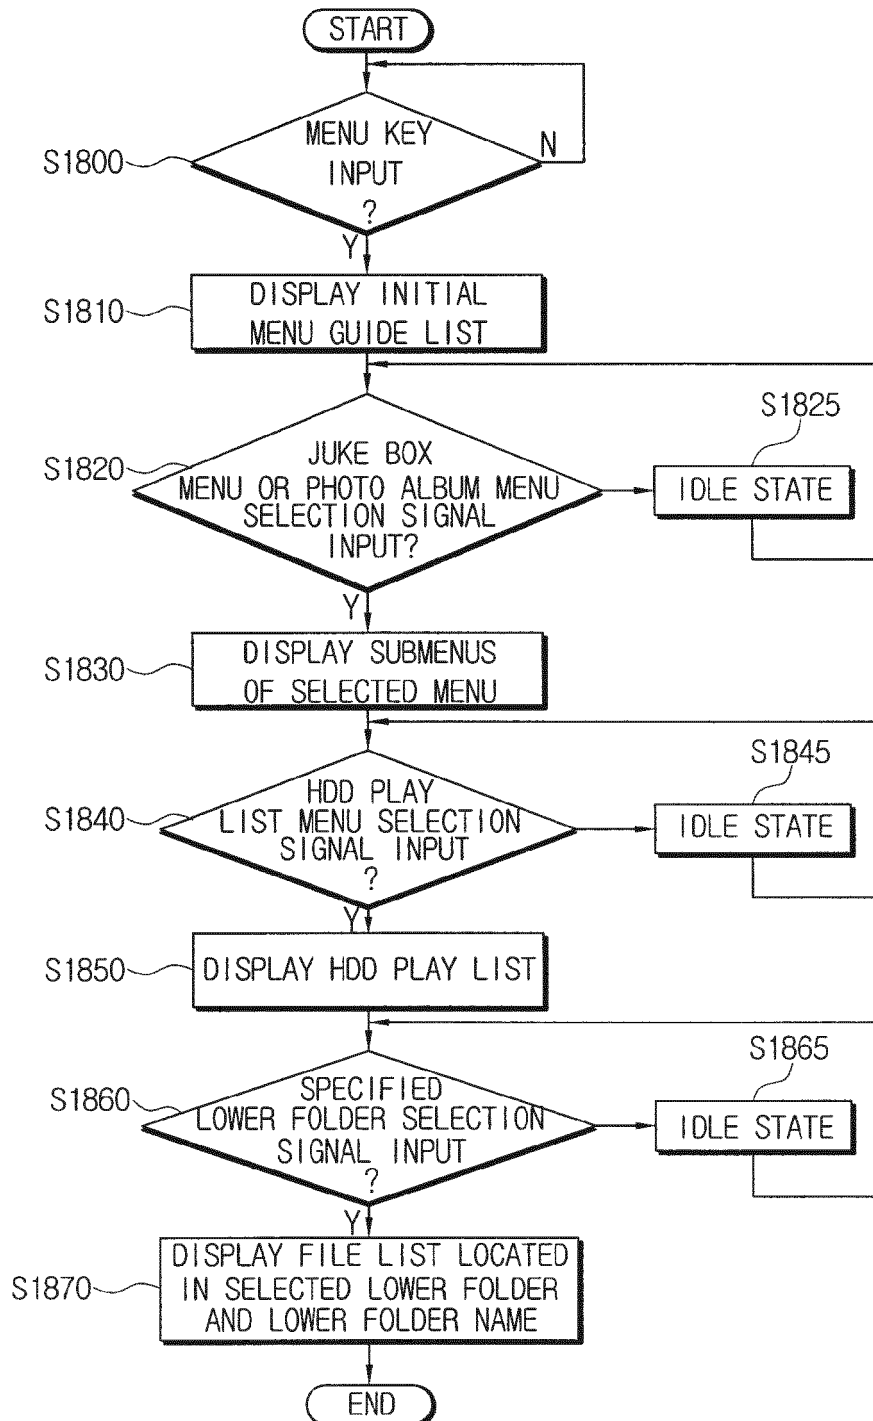 START
MENU KEY
INPUT
?
N
S1800
Y
DISPLAY INITIAL
MENU GUIDE LIST
S1810
S1825
JUKE BOX
MENU OR PHOTO ALBUM MENU
SELECTION SIGNAL
INPUT?
S1820
IDLE STATE
Y
DISPLAY SUBMENUS
OF SELECTED MENU
S1830
S1845
HDD PLAY
LIST MENU SELECTION
SIGNAL INPUT
?
S1840
IDLE STATE
Y
DISPLAY HDD PLAY LIST
S1850
S1865
SPECIFIED
LOWER FOLDER SELECTION
SIGNAL INPUT
?
S1860
IDLE STATE
Y
DISPLAY FILE LIST LOCATED
IN SELECTED LOWER FOLDER
AND LOWER FOLDER NAME
S1870
END